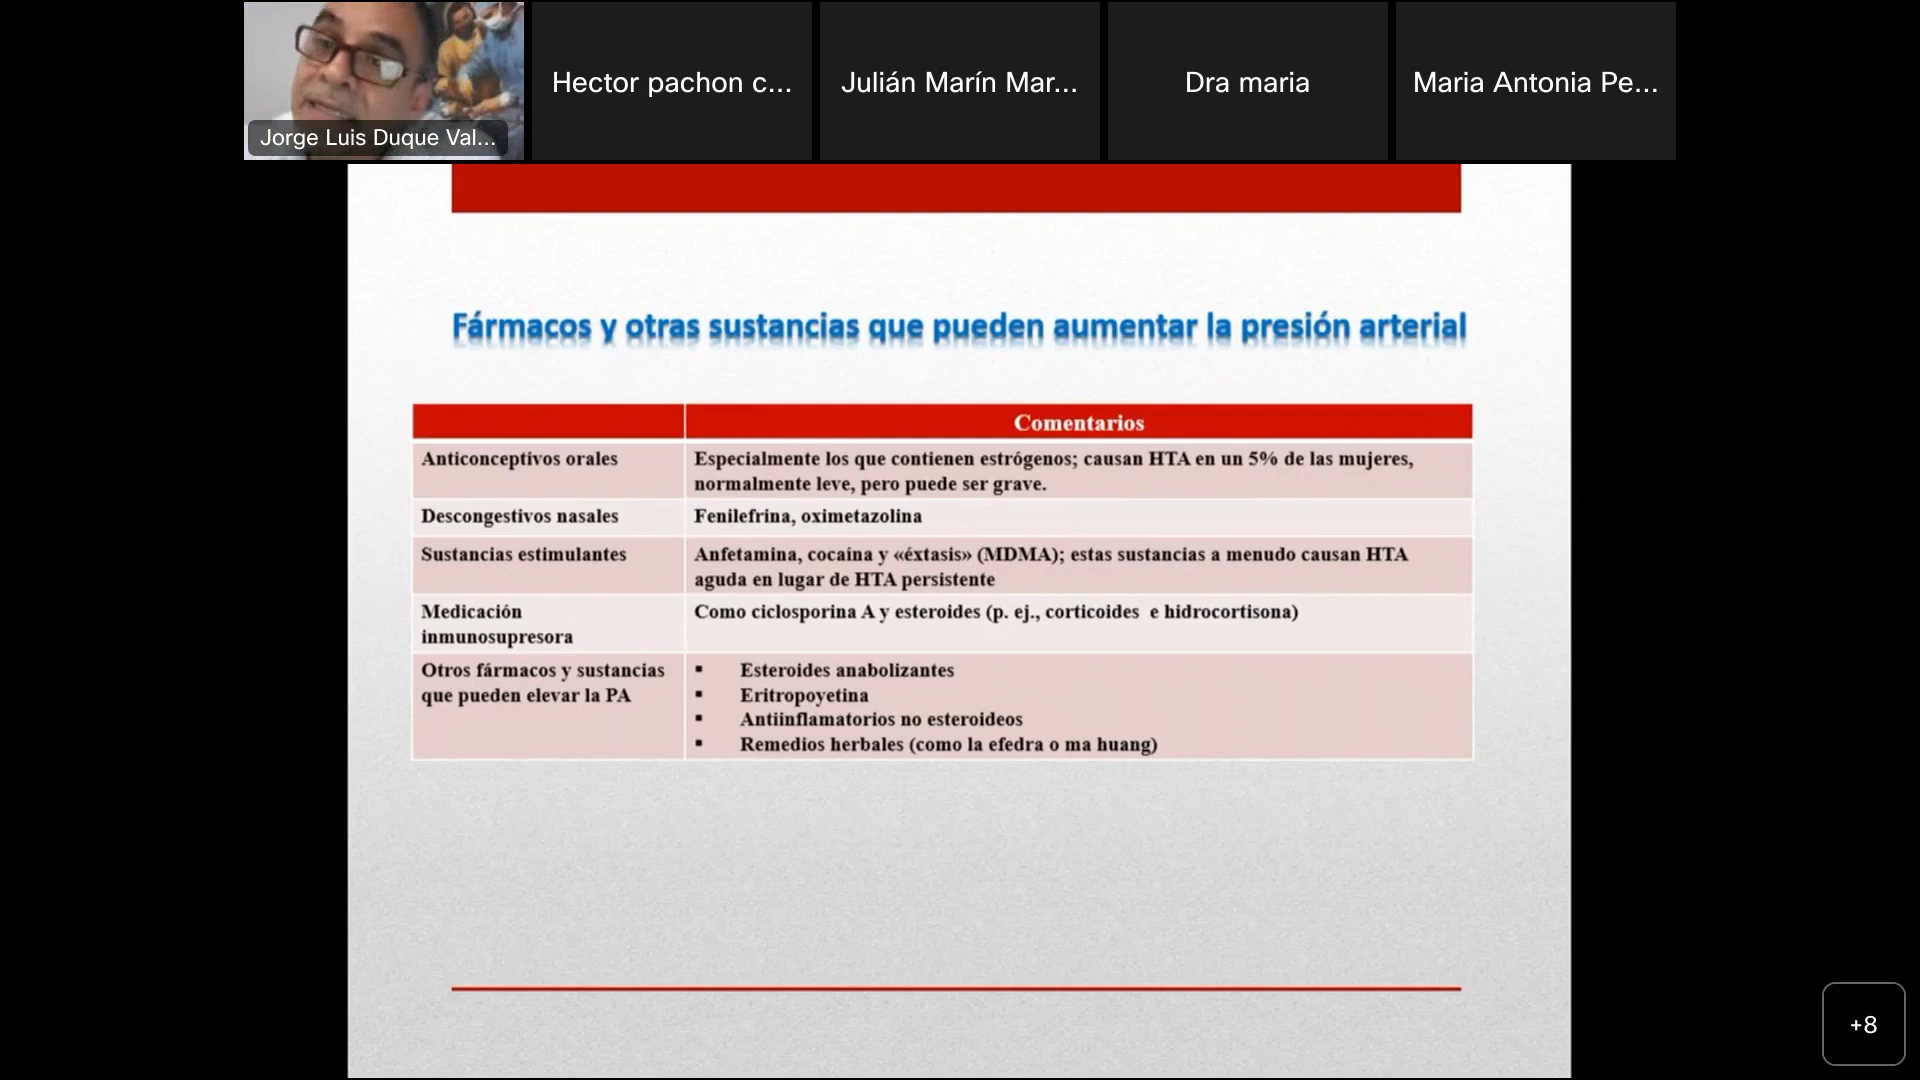 Jorge Luis Duque Val...
Hector pachon c...
Julián Marín Mar...
Dra maria
Maria Antonia Pe...
Fármacos y otras sustancias que pueden aumentar la presión arterial
Comentarios
Anticonceptivos orales
Especialmente los que contienen estrógenos; causan HTA en un 5% de las mujeres,
normalmente leve, pero puede ser grave.
Descongestivos nasales
Fenilefrina, oximetazolina
Sustancias estimulantes
Anfetamina, cocaína y «éxtasis» (MDMA); estas sustancias a menudo causan HTA
aguda en lugar de HTA persistente
Medicación
inmunosupresora
Como ciclosporina A y esteroides (p. ej., corticoides e hidrocortisona)
Otros fármacos y sustancias
que pueden elevar la PA
▪ Esteroides anabolizantes
▪ Eritropoyetina
▪ Antiinflamatorios no esteroideos
▪ Remedios herbales (como la efedra o ma huang)
+8